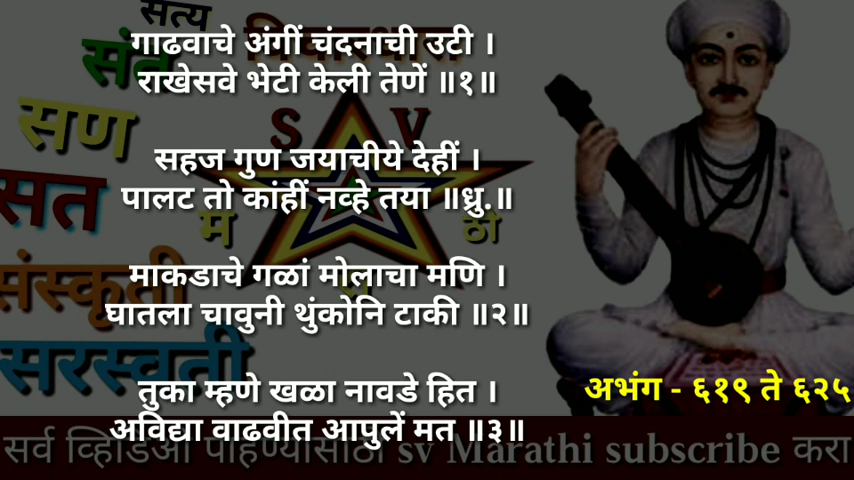 सत्य
संत विचारधारा
गाढवाचे अंगीं चंदनाची उटी ।
राखेसवे भेटी केली तेणें ॥१॥
सण
S V
सहज गुण जयाचीये देहीं ।
पालट तो कांहीं नव्हे तया ॥ध्रु.॥
सत
म ठी
संस्कृती
माकडाचे गळां मोलाचा मणि ।
घातला चावुनी थुंकोनि टाकी ॥२॥
सरस्वती
तुका म्हणे खळा नावडे हित ।
अविद्या वाढवीत आपुलें मत ॥३॥
अभंग - ६१९ ते ६२५
सर्व व्हिडिओ पाहण्यासाठी sv Marathi subscribe करा